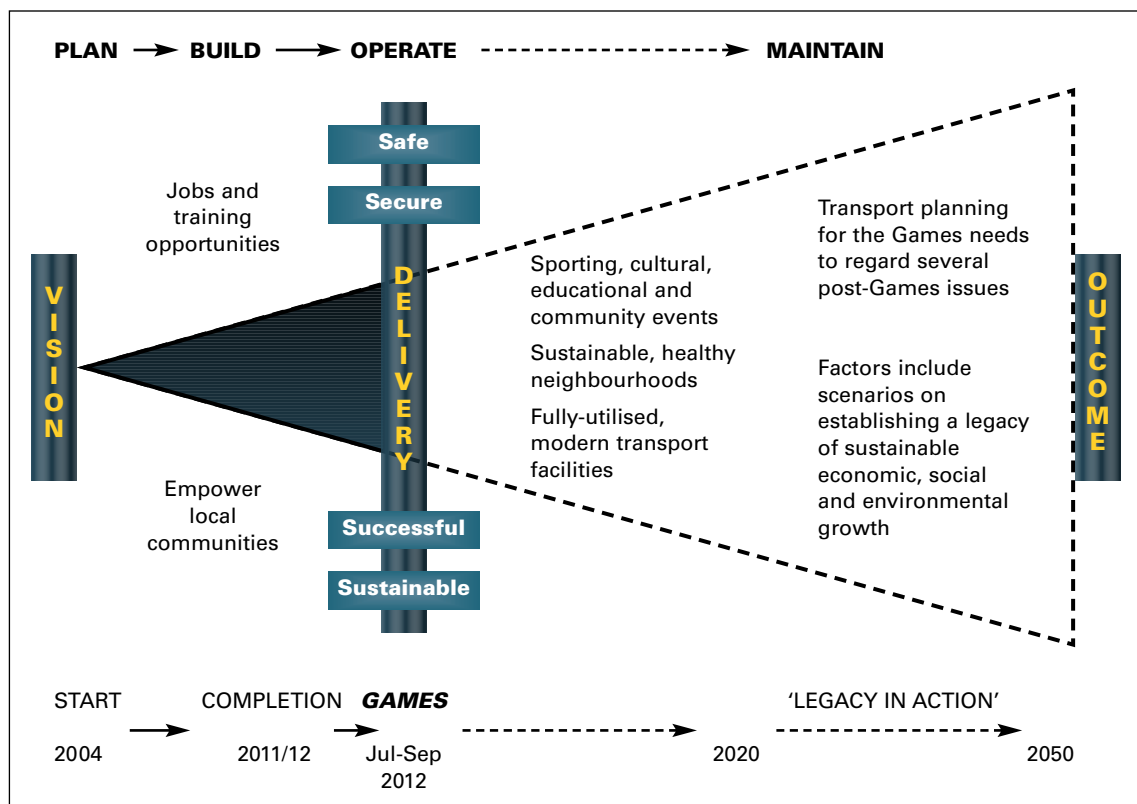 PLAN BUILD OPERATE MAINTAIN
Safe
Secure
Jobs and
training
opportunities
VISION
DELIVERY
Empower
local
communities
Successful
Sustainable
Sporting, cultural,
educational and
community events
Sustainable, healthy
neighbourhoods
Fully-utilised,
modern transport
facilities
Transport planning
for the Games needs
to regard several
post-Games issues
Factors include
scenarios on
establishing a legacy
of sustainable
economic, social
and environmental
growth
OUTCOME
START COMPLETION GAMES 'LEGACY IN ACTION'
2004 2011/12 Jul-Sep 2020 2050
2012